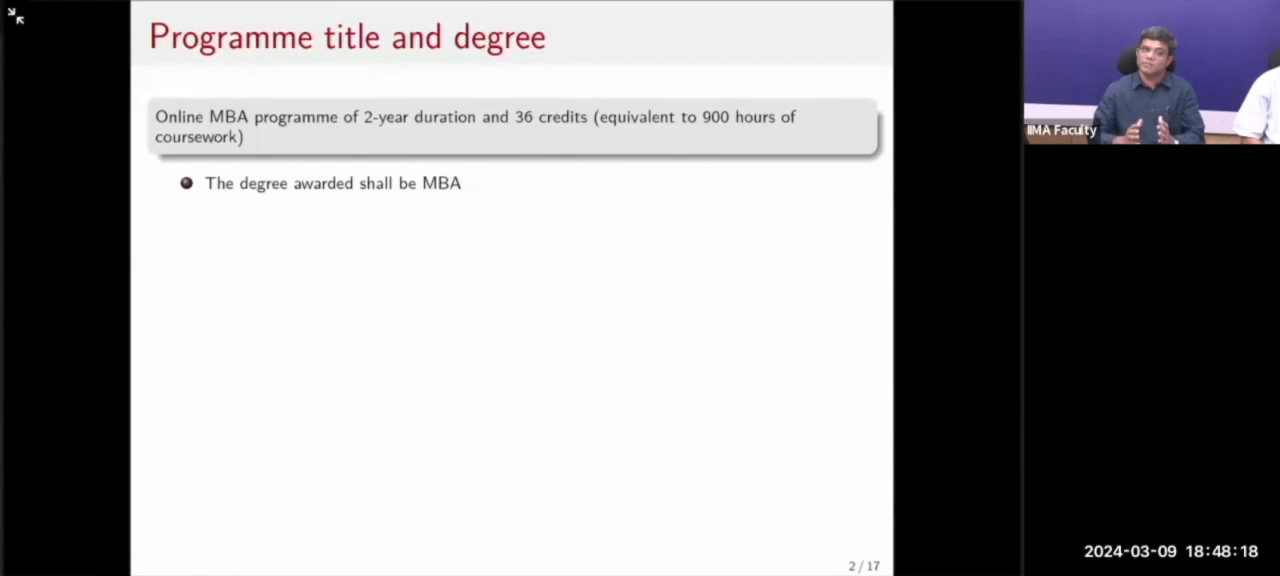 Programme title and degree
Online MBA programme of 2-year duration and 36 credits (equivalent to 900 hours of
coursework)
The degree awarded shall be MBA
2 / 17
IIMA Faculty
2024-03-09 18:48:18